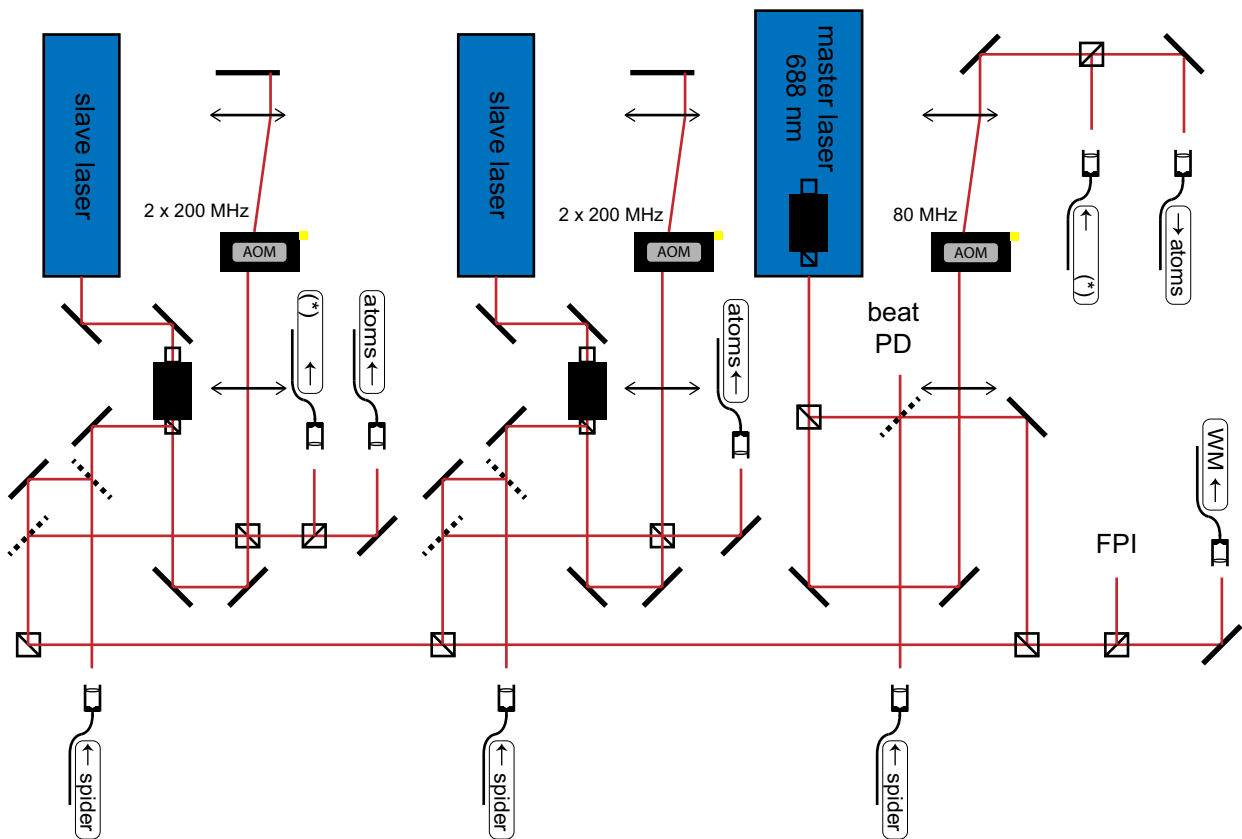 slave laser
2 x 200 MHz
AOM
(*) ←
atoms ←
← spider
slave laser
2 x 200 MHz
AOM
atoms ←
← spider
master laser
688 nm
80 MHz
AOM
beat
PD
← spider
← (*)
→ atoms
FPI
WM ←